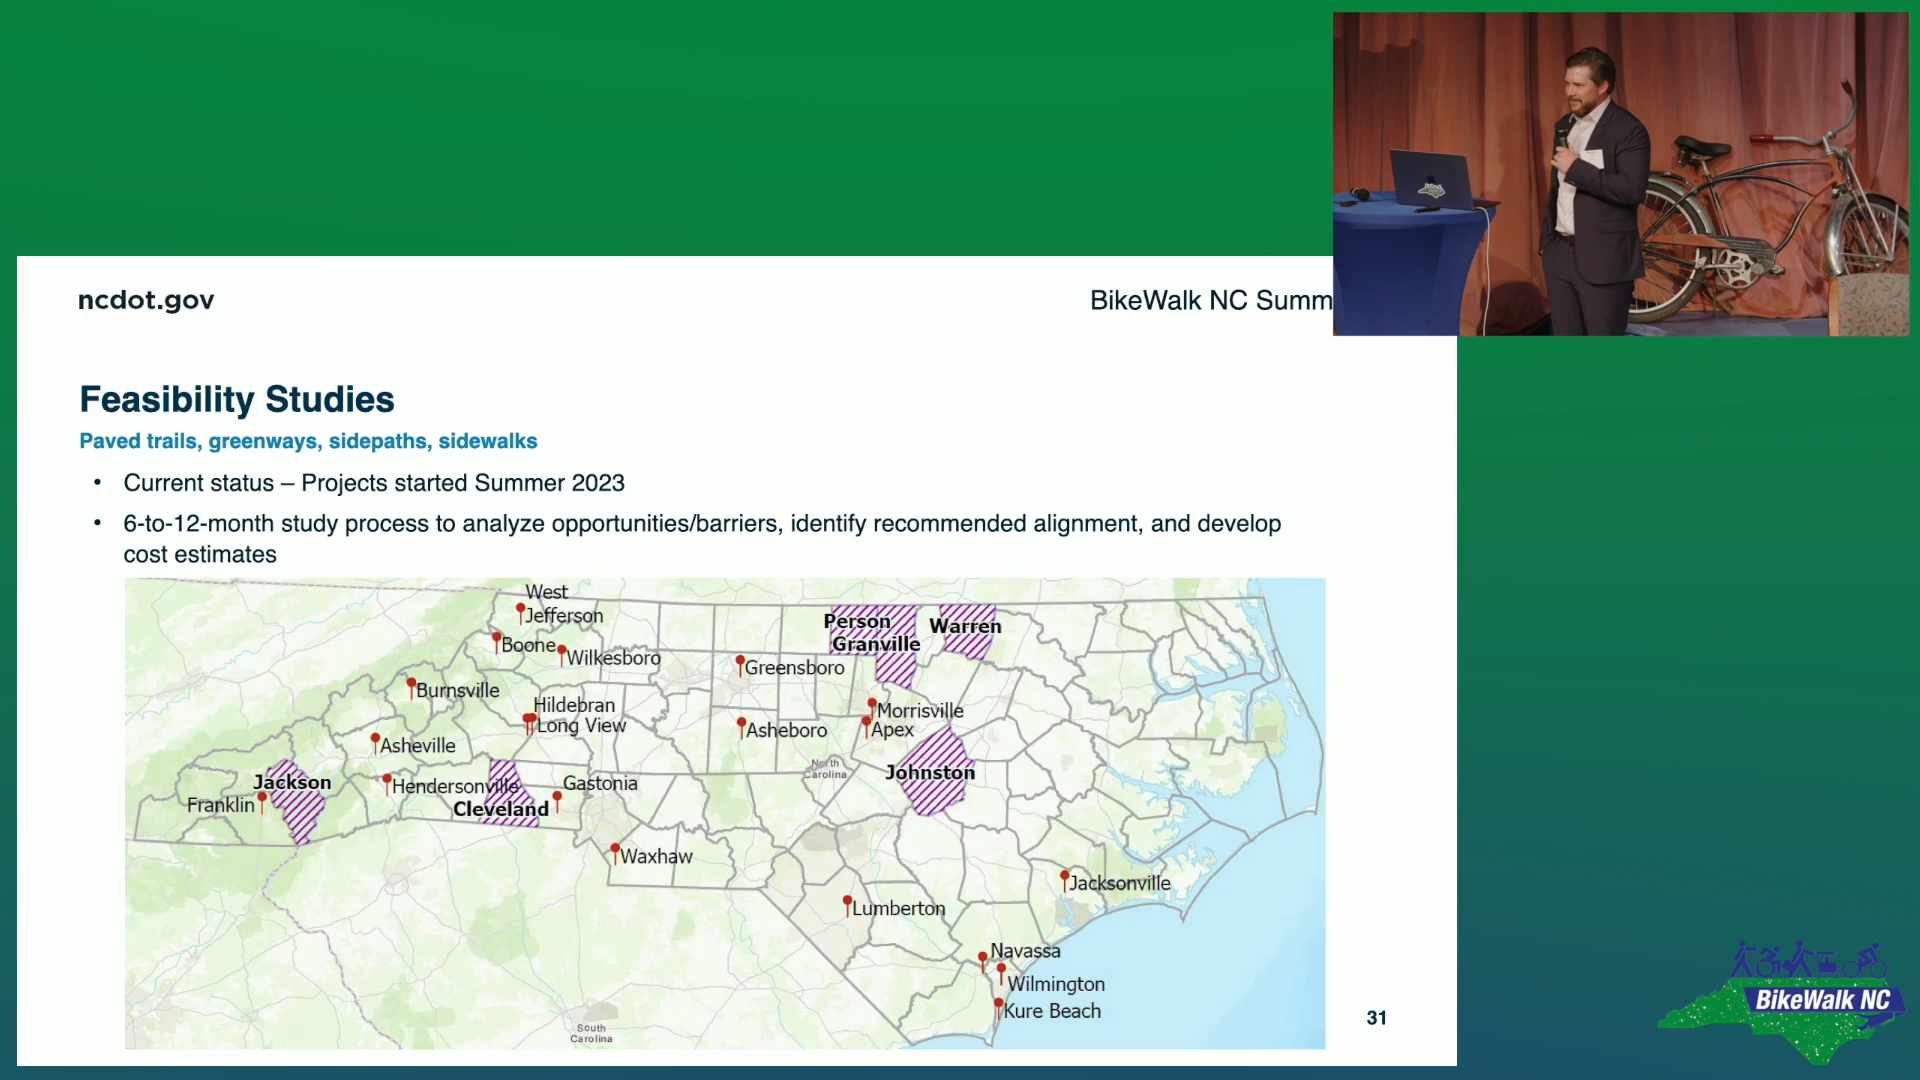 ncdot.gov
BikeWalk NC Summ
Feasibility Studies
Paved trails, greenways, sidepaths, sidewalks
• Current status – Projects started Summer 2023
• 6-to-12-month study process to analyze opportunities/barriers, identify recommended alignment, and develop
cost estimates
West
Jefferson
Boone
Wilkesboro
Burnsville
Hildebran
Long View
Asheville
Jackson
Franklin
Hendersonville
Cleveland
Gastonia
Waxhaw
Greensboro
Asheboro
Person
Granville
Warren
Morrisville
Apex
Johnston
North
Carolina
Jacksonville
Lumberton
Navassa
Wilmington
Kure Beach
South
Carolina
31
BikeWalk NC